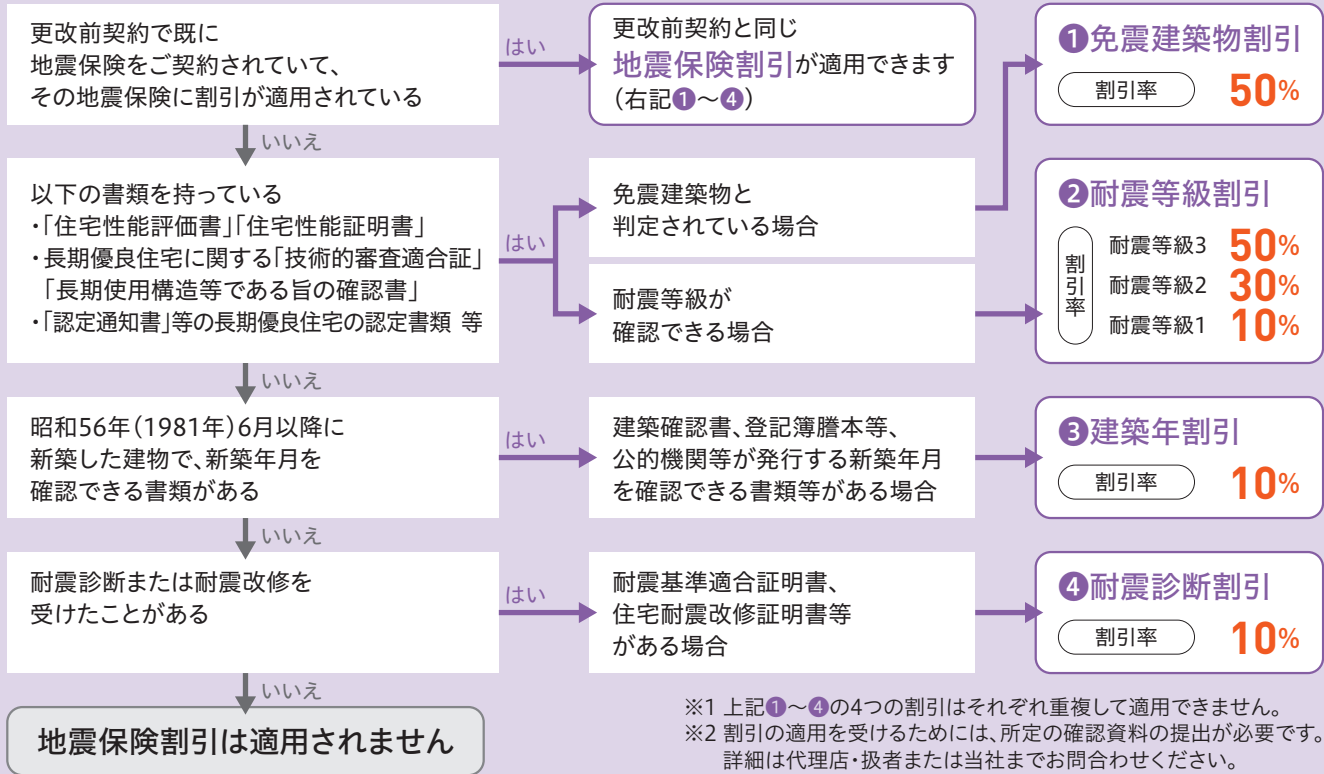 更改前契約で既に
地震保険をご契約されていて、
その地震保険に割引が適用されている
はい
更改前契約と同じ
地震保険割引が適用できます
(右記❶～❹)
いいえ
以下の書類を持っている
・「住宅性能評価書」「住宅性能証明書」
・長期優良住宅に関する「技術的審査適合証」
「長期使用構造等である旨の確認書」
・「認定通知書」等の長期優良住宅の認定書類 等
はい
免震建築物と
判定されている場合
耐震等級が
確認できる場合
❶免震建築物割引
割引率 50%
❷耐震等級割引
割引率
耐震等級3 50%
耐震等級2 30%
耐震等級1 10%
いいえ
昭和56年(1981年)6月以降に
新築した建物で、新築年月を
確認できる書類がある
はい
建築確認書、登記簿謄本等、
公的機関等が発行する新築年月
を確認できる書類等がある場合
❸建築年割引
割引率 10%
いいえ
耐震診断または耐震改修を
受けたことがある
はい
耐震基準適合証明書、
住宅耐震改修証明書等
がある場合
❹耐震診断割引
割引率 10%
いいえ
地震保険割引は適用されません
※1 上記❶～❹の4つの割引はそれぞれ重複して適用できません。
※2 割引の適用を受けるためには、所定の確認資料の提出が必要です。
詳細は代理店・扱者または当社までお問合わせください。